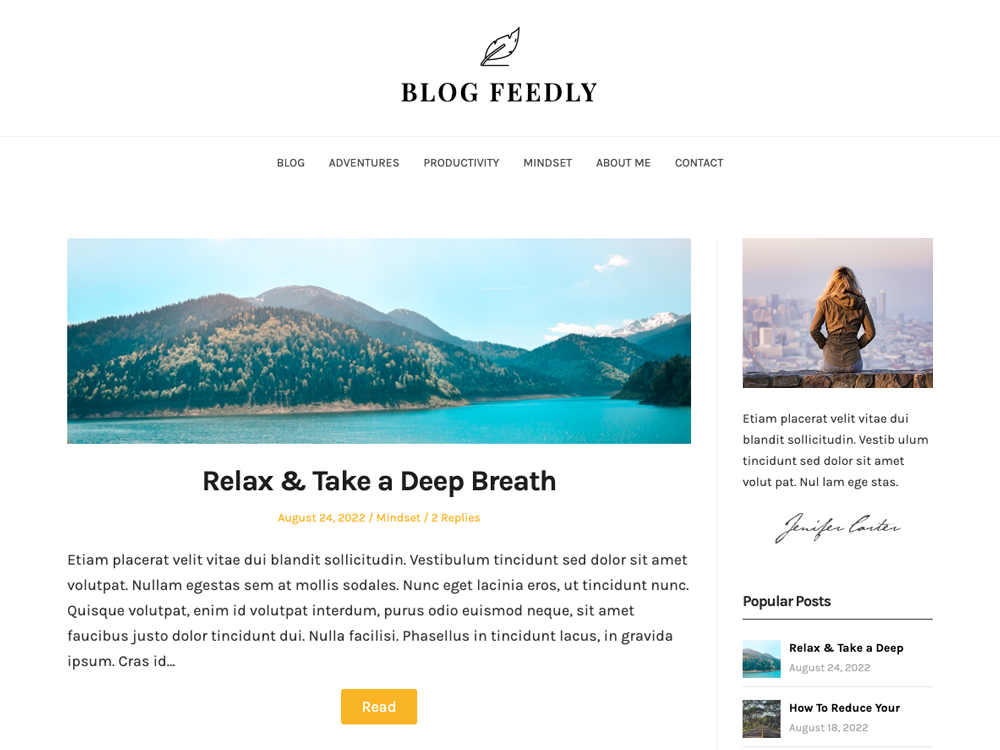 BLOG FEEDLY
BLOG ADVENTURES PRODUCTIVITY MINDSET ABOUT ME CONTACT
Relax & Take a Deep Breath
August 24, 2022 / Mindset / 2 Replies
Etiam placerat velit vitae dui blandit sollicitudin. Vestibulum tincidunt sed dolor sit amet
volutpat. Nullam egestas sem at mollis sodales. Nunc eget lacinia eros, ut tincidunt nunc.
Quisque volutpat, enim id volutpat interdum, purus odio euismod neque, sit amet
faucibus justo dolor tincidunt dui. Nulla facilisi. Phasellus in tincidunt lacus, in gravida
ipsum. Cras id...
Read
Etiam placerat velit vitae dui
blandit sollicitudin. Vestib ulum
tincidunt sed dolor sit amet
volut pat. Nul lam ege stas.
Jenifer Carter
Popular Posts
Relax & Take a Deep
August 24, 2022
How To Reduce Your
August 18, 2022